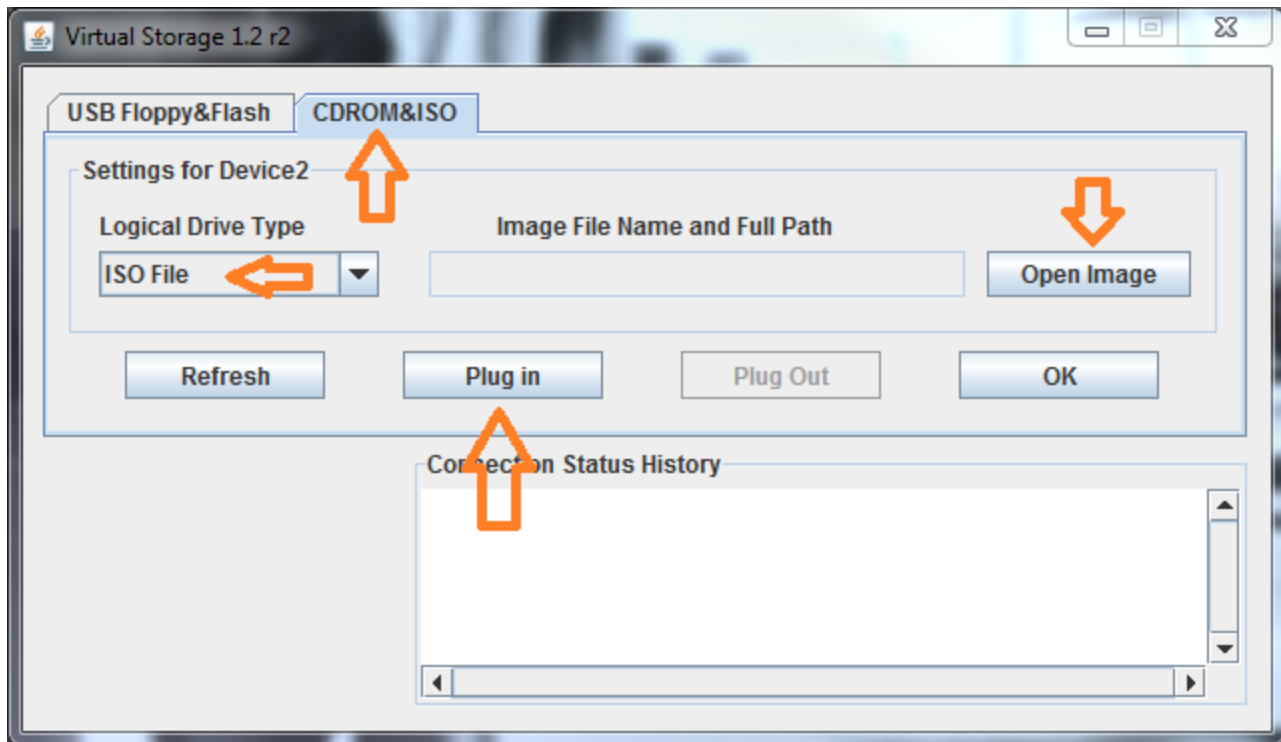 Virtual Storage 1.2 r2
USB Floppy&Flash CDROM&ISO
Settings for Device2
Logical Drive Type Image File Name and Full Path
ISO File Open Image
Refresh Plug in Plug Out OK
Connection Status History